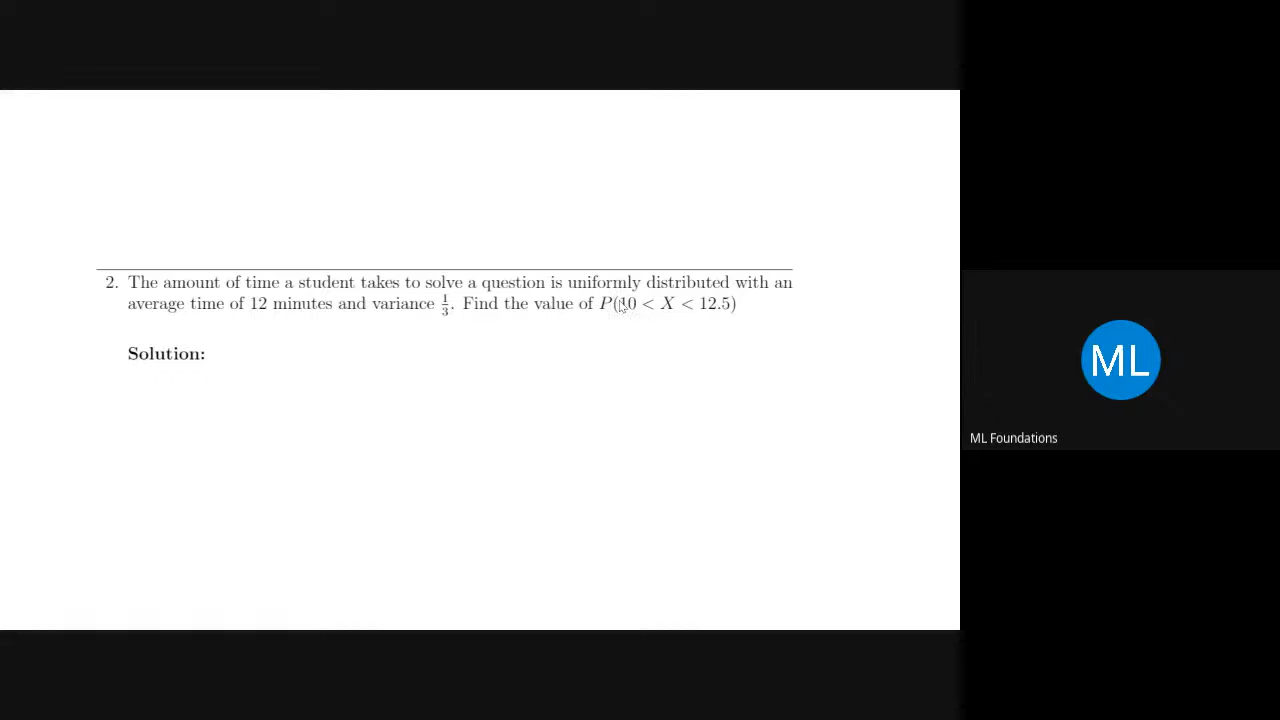 2. The amount of time a student takes to solve a question is uniformly distributed with an
average time of 12 minutes and variance 1/3. Find the value of P(10 < X < 12.5)
Solution:
ML
ML Foundations